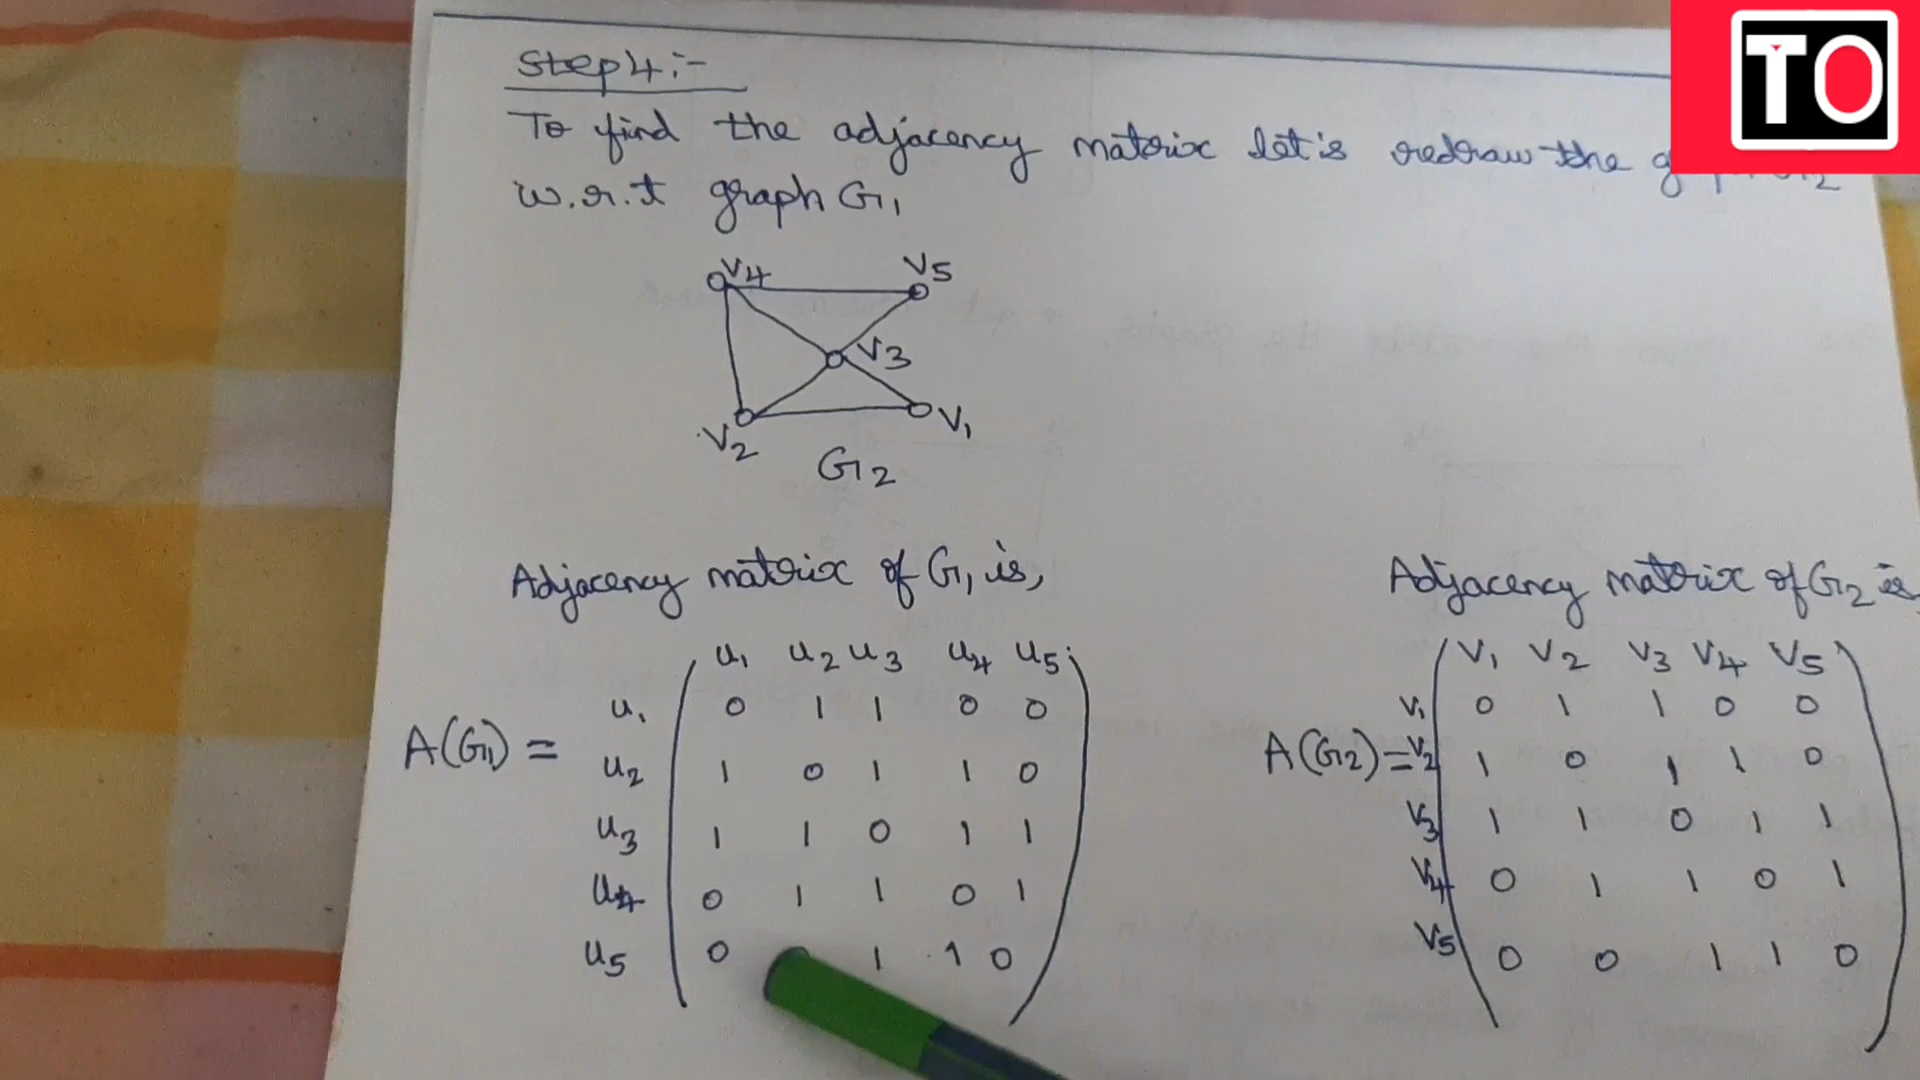 TO
Step 4:-
To find the adjacency matrix let's redraw the
w.r.t graph G1
V4 V5
V3
V2 V1
G2
Adjacency matrix of G1 is,
u1 u2 u3 u4 u5
u1 0 1 1 0 0
A(G1) = u2 1 0 1 1 0
u3 1 1 0 1 1
u4 0 1 1 0 1
u5 0 1 1 0
Adjacency matrix of G2 is,
V1 V2 V3 V4 V5
V1 0 1 1 0 0
A(G2) = V2 1 0 1 1 0
V3 1 1 0 1 1
V4 0 1 1 0 1
V5 0 0 1 1 0